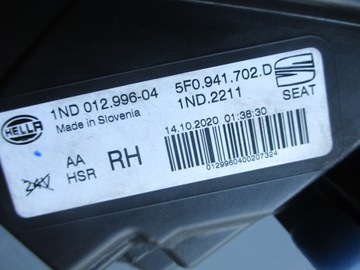 HELLA
1ND 012.996-04
Made in Slovenia
5F0.941.702.D
1ND.2211
SEAT
14.10.2020 01:38:30
AA
HSR
RH
0129960400207324